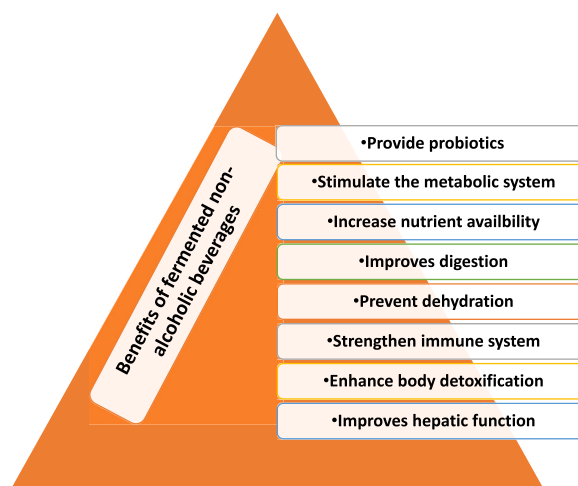 Benefits of fermented non-
alcoholic beverages
•Provide probiotics
•Stimulate the metabolic system
•Increase nutrient availbility
•Improves digestion
•Prevent dehydration
•Strengthen immune system
•Enhance body detoxification
•Improves hepatic function